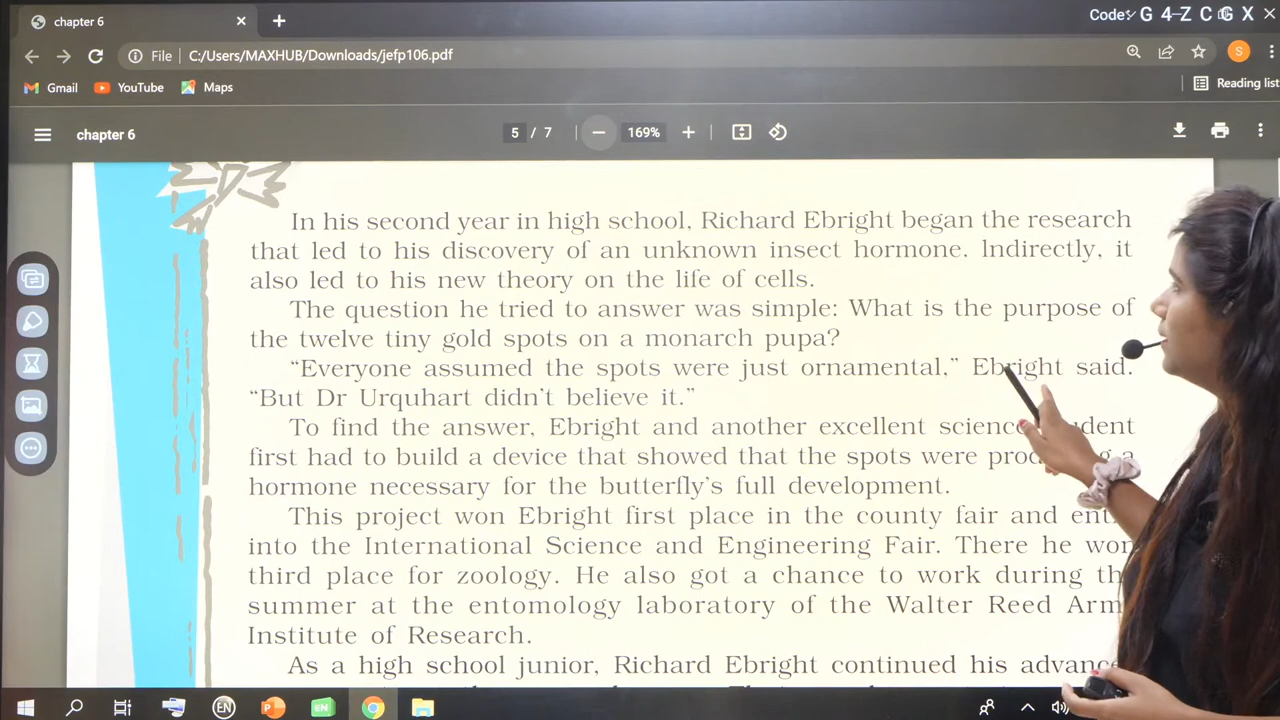 chapter 6
Code: G 4 Z C G X
File C:/Users/MAXHUB/Downloads/jefp106.pdf
S
Gmail YouTube Maps
Reading list
chapter 6 5 / 7 169%
In his second year in high school, Richard Ebright began the research
that led to his discovery of an unknown insect hormone. Indirectly, it
also led to his new theory on the life of cells.
The question he tried to answer was simple: What is the purpose of
the twelve tiny gold spots on a monarch pupa?
“Everyone assumed the spots were just ornamental,” Ebright said.
“But Dr Urquhart didn't believe it.”
To find the answer, Ebright and another excellent science
first had to build a device that showed that the spots were a
hormone necessary for the butterfly's full development.
This project won Ebright first place in the county fair and
into the International Science and Engineering Fair. There he
third place for zoology. He also got a chance to work during
summer at the entomology laboratory of the Walter Reed
Institute of Research.
As a high school junior, Richard Ebright continued his
EN P EN